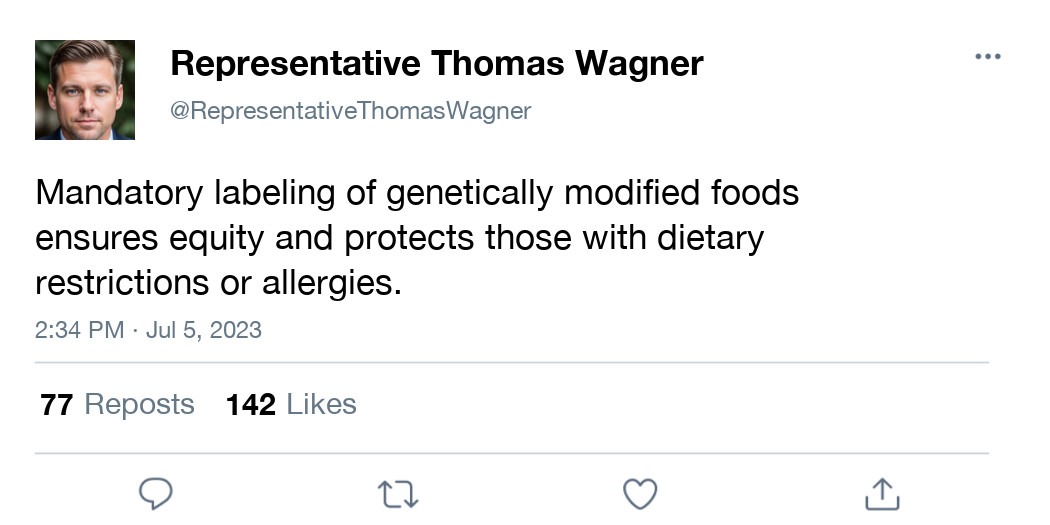 Representative Thomas Wagner
@RepresentativeThomasWagner
Mandatory labeling of genetically modified foods
ensures equity and protects those with dietary
restrictions or allergies.
2:34 PM · Jul 5, 2023
77 Reposts 142 Likes